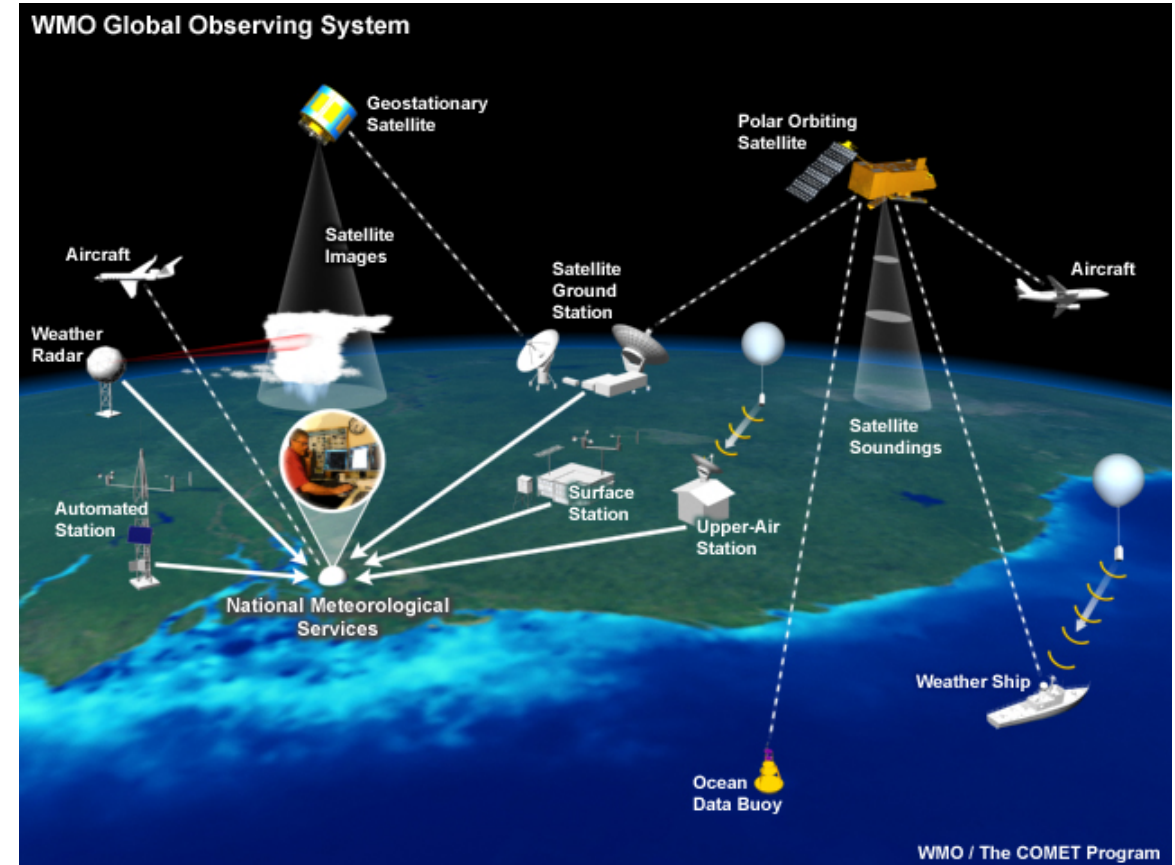 WMO Global Observing System
Geostationary
Satellite
Polar Orbiting
Satellite
Satellite
Images
Aircraft
Satellite
Ground
Station
Aircraft
Weather
Radar
Satellite
Soundings
Automated
Station
Surface
Station
Upper-Air
Station
National Meteorological
Services
Weather Ship
Ocean
Data Buoy
WMO / The COMET Program